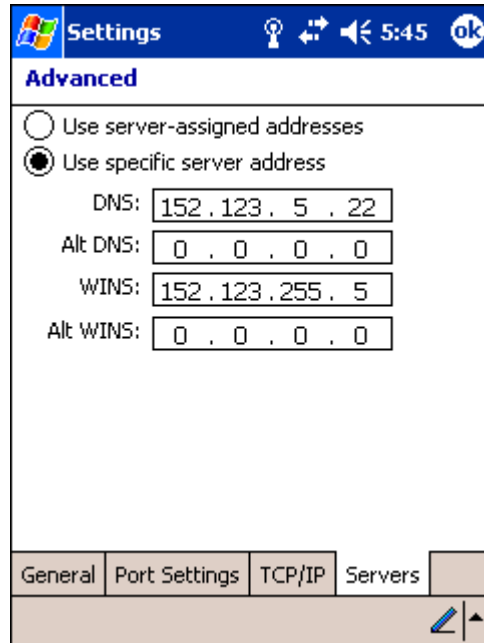 Settings 5:45 ok
Advanced
Use server-assigned addresses
Use specific server address
DNS: 152 . 123 . 5 . 22
Alt DNS: 0 . 0 . 0 . 0
WINS: 152 . 123 . 255 . 5
Alt WINS: 0 . 0 . 0 . 0
General Port Settings TCP/IP Servers